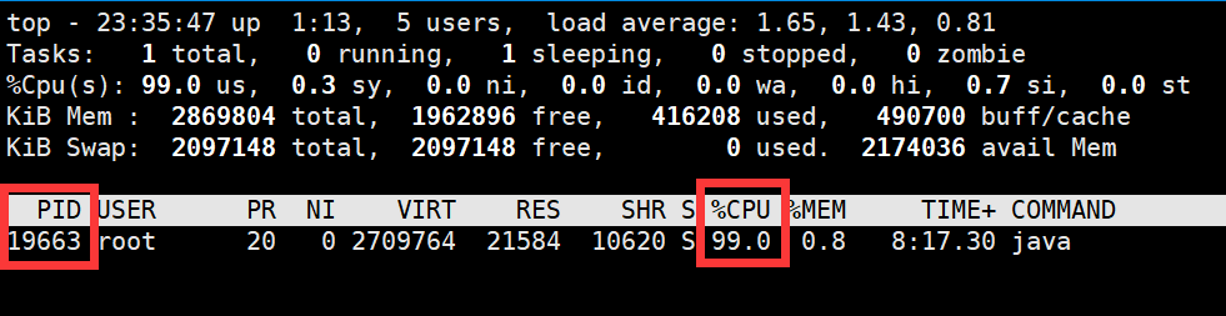 top - 23:35:47 up  1:13,  5 users,  load average: 1.65, 1.43, 0.81
Tasks:   1 total,   0 running,   1 sleeping,   0 stopped,   0 zombie
%Cpu(s): 99.0 us,  0.3 sy,  0.0 ni,  0.0 id,  0.0 wa,  0.0 hi,  0.7 si,  0.0 st
KiB Mem :  2869804 total,  1962896 free,   416208 used,   490700 buff/cache
KiB Swap:  2097148 total,  2097148 free,        0 used.  2174036 avail Mem
PID USER      PR  NI    VIRT    RES    SHR S %CPU %MEM     TIME+ COMMAND
19663 root      20   0 2709764  21584  10620 S 99.0  0.8   8:17.30 java